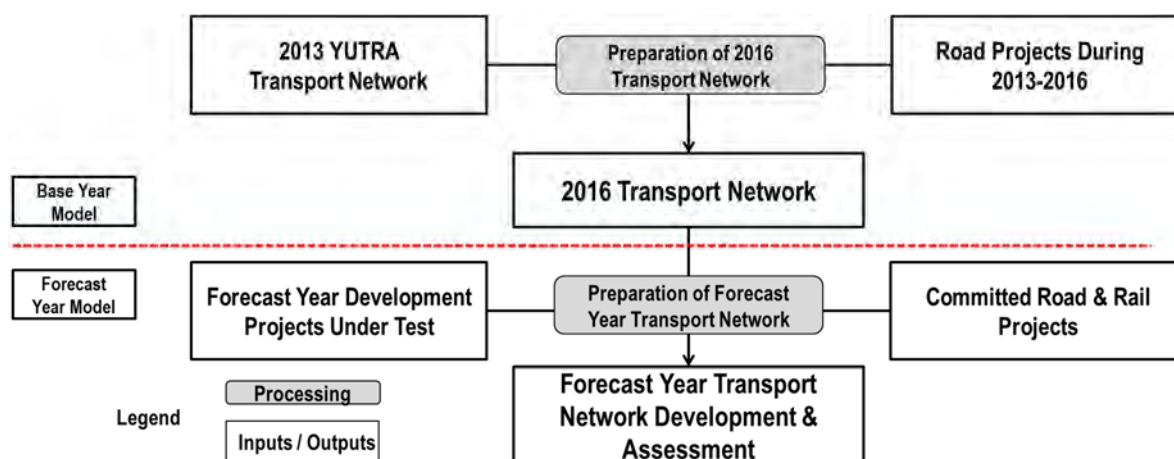 2013 YUTRA
Transport Network
Preparation of 2016
Transport Network
Road Projects During
2013-2016
Base Year
Model
2016 Transport Network
Forecast
Year Model
Forecast Year Development
Projects Under Test
Preparation of Forecast
Year Transport Network
Committed Road & Rail
Projects
Legend
Processing
Inputs / Outputs
Forecast Year Transport
Network Development &
Assessment